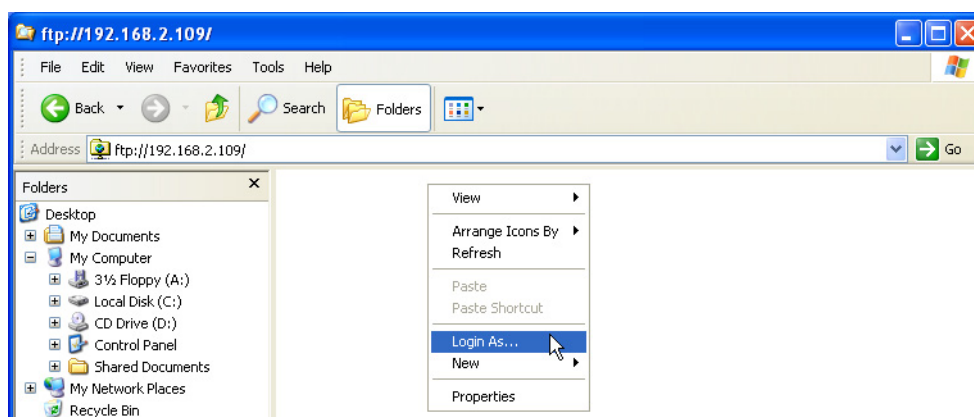 ftp://192.168.2.109/
File Edit View Favorites Tools Help
Back Search Folders
Address ftp://192.168.2.109/ Go
Folders
Desktop
My Documents
My Computer
3½ Floppy (A:)
Local Disk (C:)
CD Drive (D:)
Control Panel
Shared Documents
My Network Places
Recycle Bin
View
Arrange Icons By
Refresh
Paste
Paste Shortcut
Login As...
New
Properties